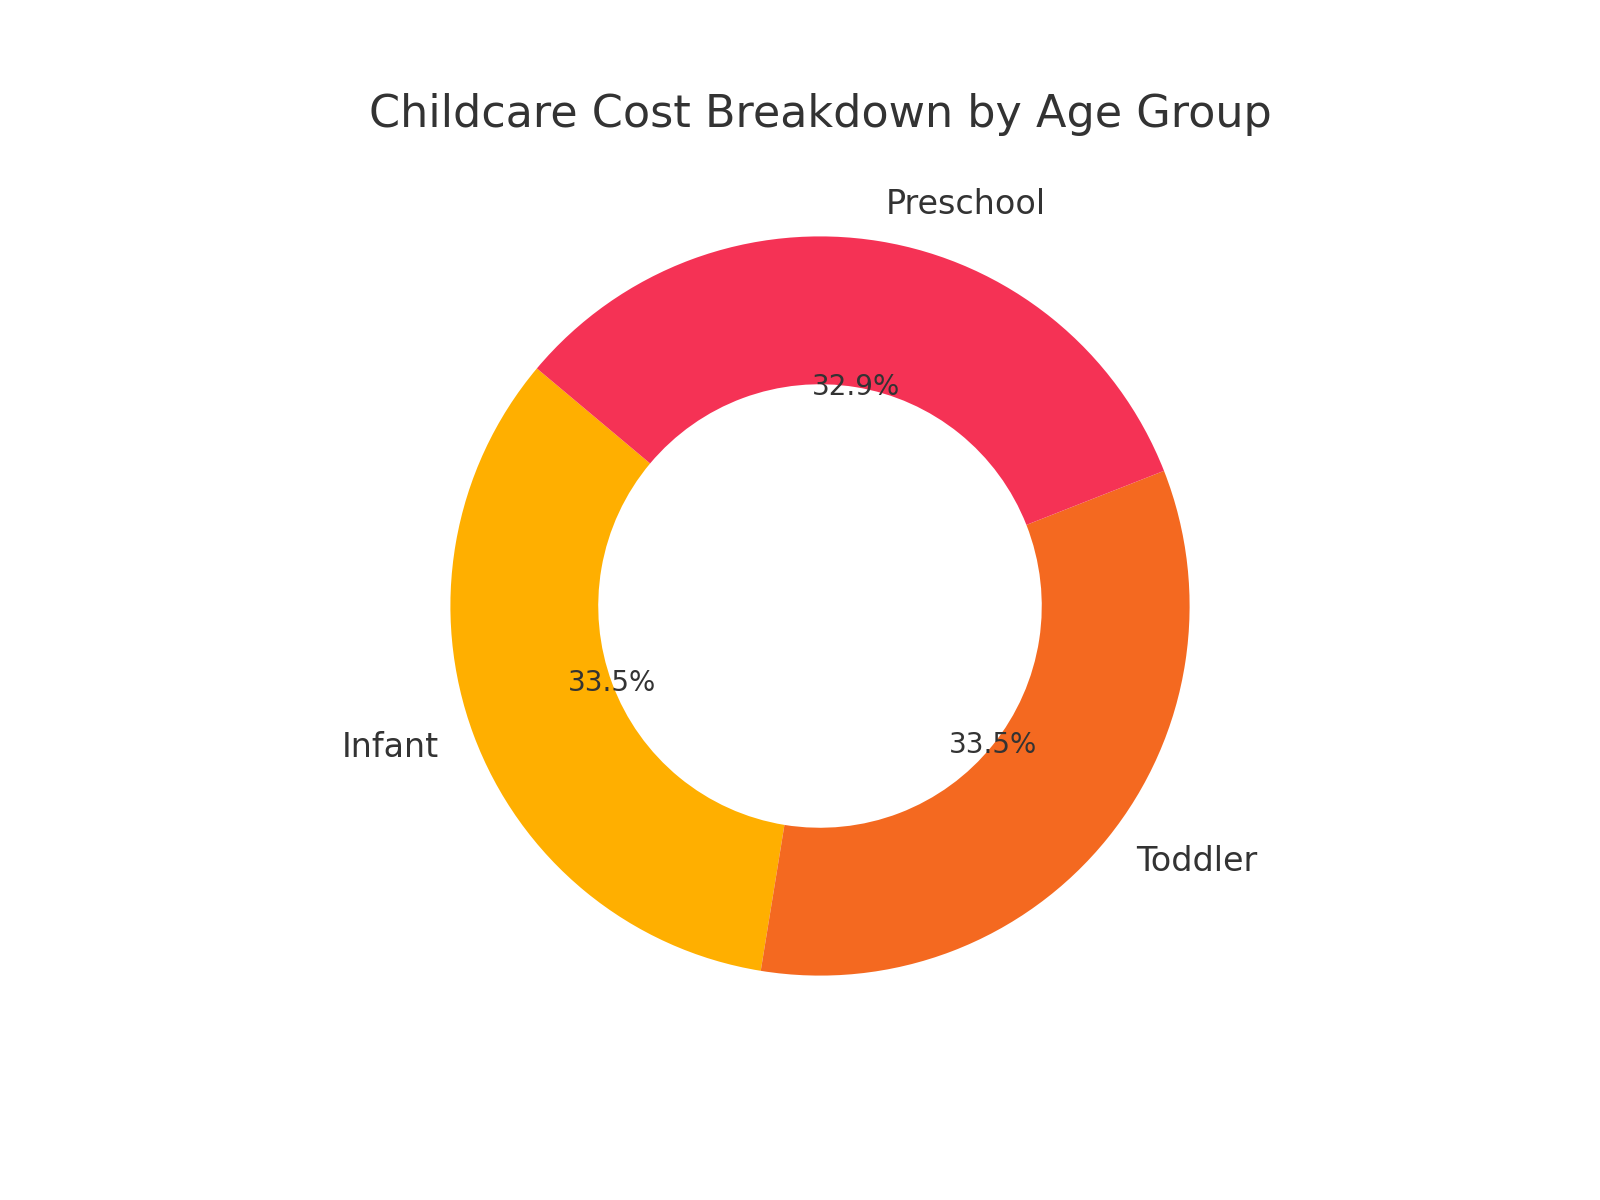 Childcare Cost Breakdown by Age Group
Preschool
32.9%
33.5%
Infant
33.5%
Toddler